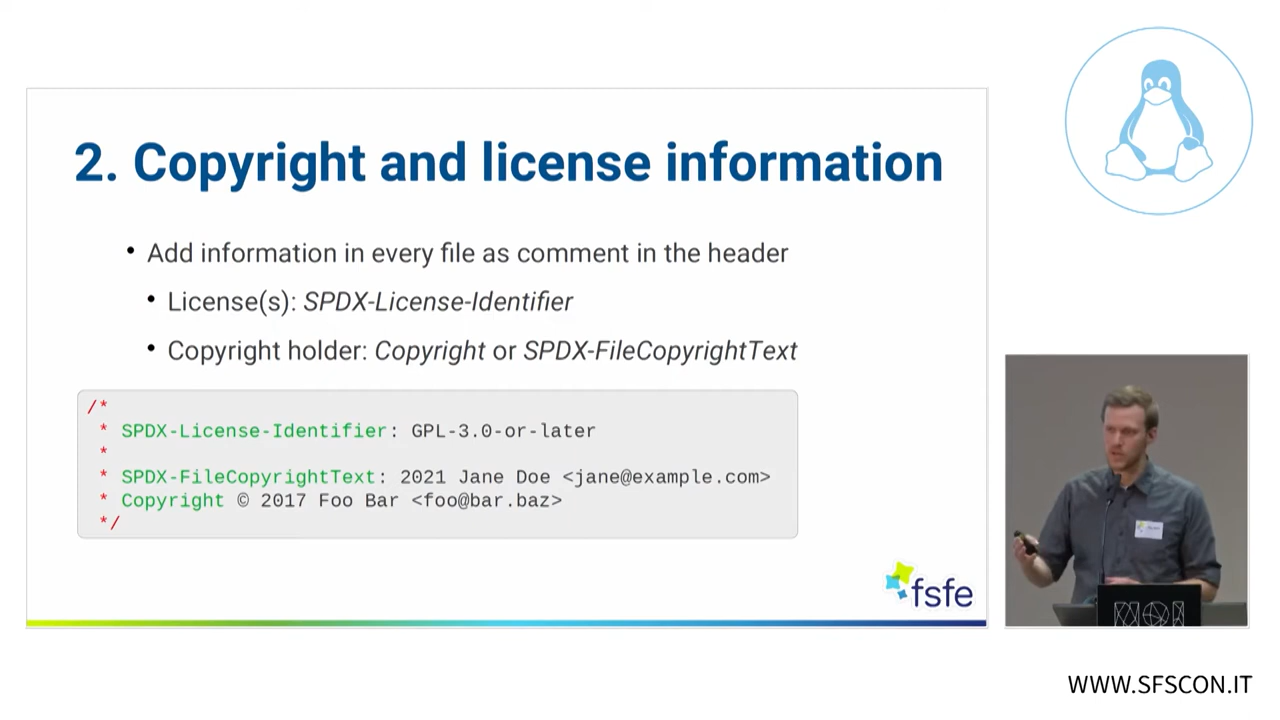 2. Copyright and license information
• Add information in every file as comment in the header
• License(s): SPDX-License-Identifier
• Copyright holder: Copyright or SPDX-FileCopyrightText
/*
* SPDX-License-Identifier: GPL-3.0-or-later
*
* SPDX-FileCopyrightText: 2021 Jane Doe <jane@example.com>
* Copyright © 2017 Foo Bar <foo@bar.baz>
*/
fsfe
NOI
WWW.SFSCON.IT